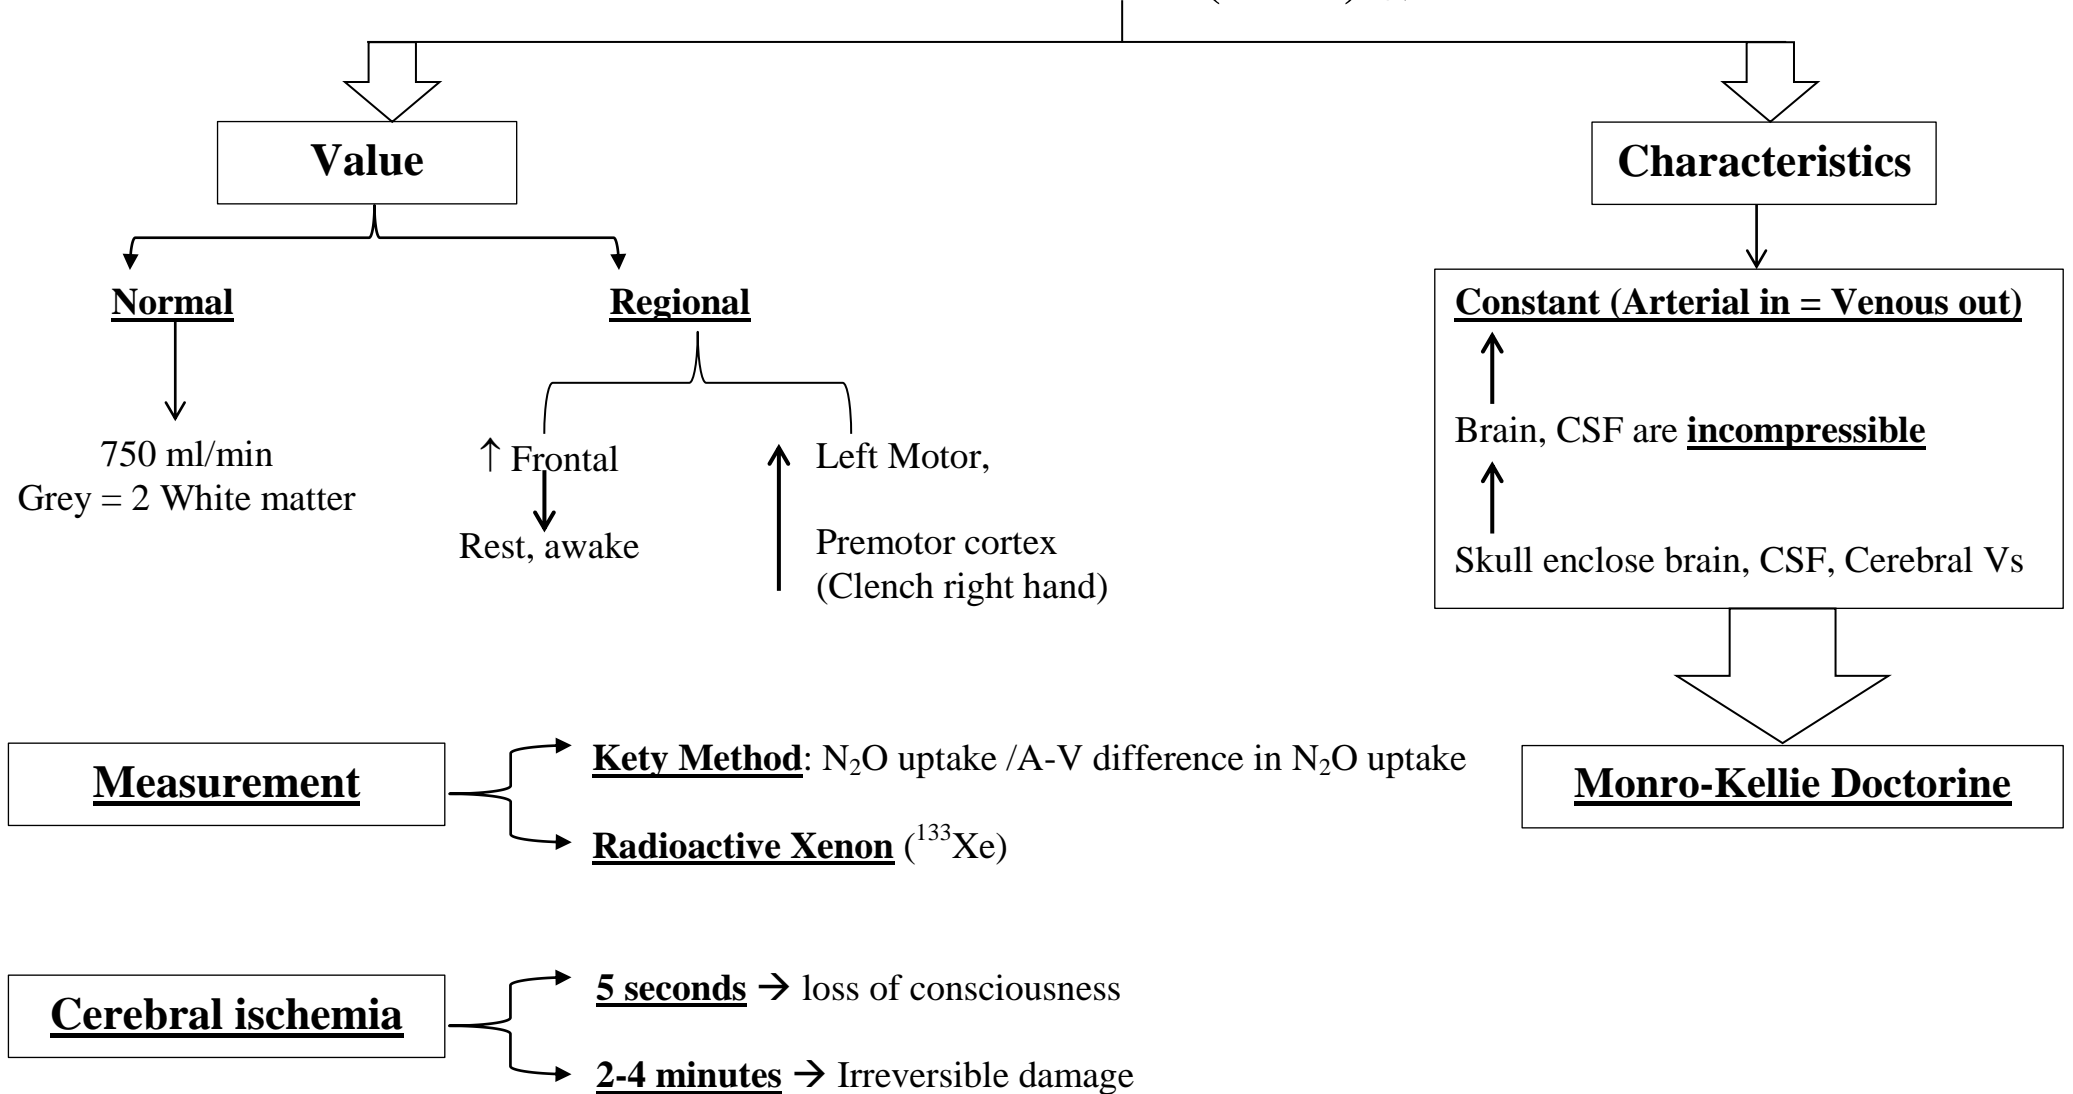 Value
Characteristics
Normal
Regional
Constant (Arterial in = Venous out)
750 ml/min
Grey = 2 White matter
↑ Frontal
Rest, awake
Left Motor,
Premotor cortex
(Clench right hand)
Brain, CSF are incompressible
Skull enclose brain, CSF, Cerebral Vs
Measurement
Kety Method: N₂O uptake /A-V difference in N₂O uptake
Radioactive Xenon (¹³³Xe)
Monro-Kellie Doctorine
Cerebral ischemia
5 seconds → loss of consciousness
2-4 minutes → Irreversible damage